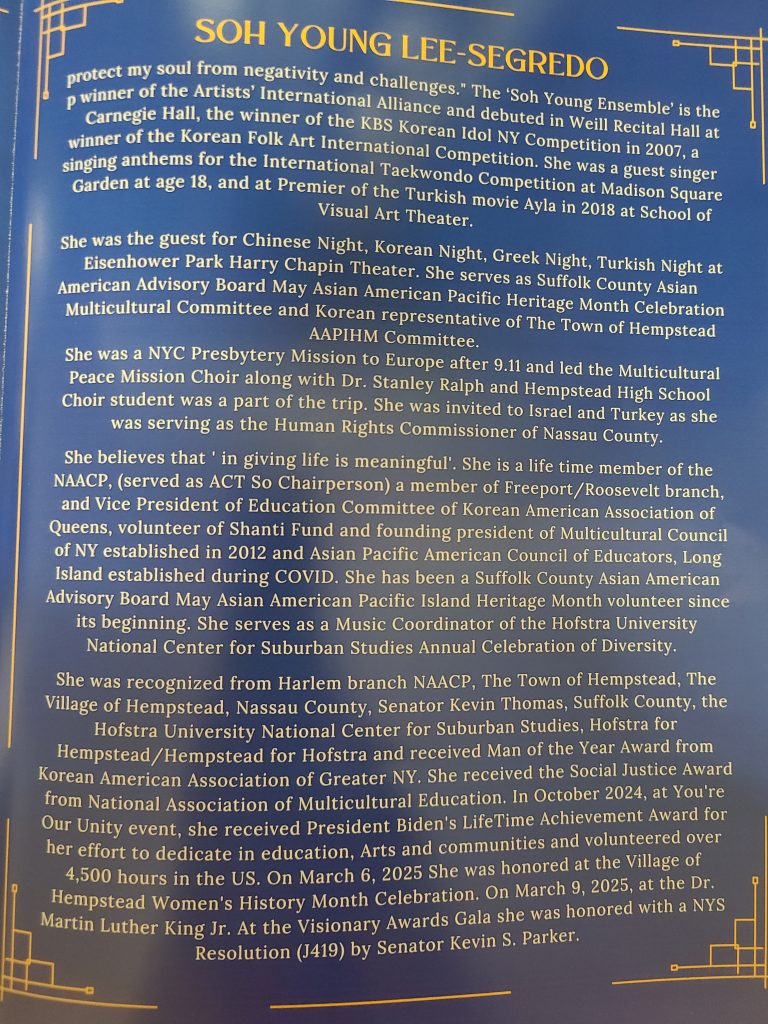 SOH YOUNG LEE-SEGREDO
protect my soul from negativity and challenges." The 'Soh Young Ensemble' is the
p winner of the Artists' International Alliance and debuted in Weill Recital Hall at
Carnegie Hall, the winner of the KBS Korean Idol NY Competition in 2007, a
winner of the Korean Folk Art International Competition. She was a guest singer
singing anthems for the International Taekwondo Competition at Madison Square
Garden at age 18, and at Premier of the Turkish movie Ayla in 2018 at School of
Visual Art Theater.
She was the guest for Chinese Night, Korean Night, Greek Night, Turkish Night at
Eisenhower Park Harry Chapin Theater. She serves as Suffolk County Asian
American Advisory Board May Asian American Pacific Heritage Month Celebration
Multicultural Committee and Korean representative of The Town of Hempstead
AAPIHM Committee.
She was a NYC Presbytery Mission to Europe after 9.11 and led the Multicultural
Peace Mission Choir along with Dr. Stanley Ralph and Hempstead High School
Choir student was a part of the trip. She was invited to Israel and Turkey as she
was serving as the Human Rights Commissioner of Nassau County.
She believes that ' in giving life is meaningful'. She is a life time member of the
NAACP, (served as ACT So Chairperson) a member of Freeport/Roosevelt branch,
and Vice President of Education Committee of Korean American Association of
Queens, volunteer of Shanti Fund and founding president of Multicultural Council
of NY established in 2012 and Asian Pacific American Council of Educators, Long
Island established during COVID. She has been a Suffolk County Asian American
Advisory Board May Asian American Pacific Island Heritage Month volunteer since
its beginning. She serves as a Music Coordinator of the Hofstra University
National Center for Suburban Studies Annual Celebration of Diversity.
She was recognized from Harlem branch NAACP, The Town of Hempstead, The
Village of Hempstead, Nassau County, Senator Kevin Thomas, Suffolk County, the
Hofstra University National Center for Suburban Studies, Hofstra for
Hempstead/Hempstead for Hofstra and received Man of the Year Award from
Korean American Association of Greater NY. She received the Social Justice Award
from National Association of Multicultural Education. In October 2024, at You're
Our Unity event, she received President Biden's LifeTime Achievement Award for
her effort to dedicate in education, Arts and communities and volunteered over
4,500 hours in the US. On March 6, 2025 She was honored at the Village of
Hempstead Women's History Month Celebration. On March 9, 2025, at the Dr.
Martin Luther King Jr. At the Visionary Awards Gala she was honored with a NYS
Resolution (J419) by Senator Kevin S. Parker.